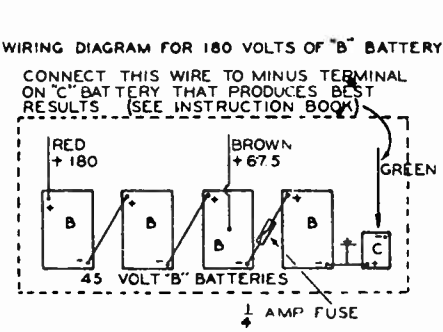 WIRING DIAGRAM FOR 180 VOLTS OF "B" BATTERY
CONNECT THIS WIRE TO MINUS TERMINAL
ON "C" BATTERY THAT PRODUCES BEST
RESULTS (SEE INSTRUCTION BOOK)
RED
+ 180
BROWN
+ 67.5
GREEN
+
B
-
+
B
-
+
B
-
+
B
-
-
C
+
45 VOLT "B" BATTERIES
1/4 AMP FUSE